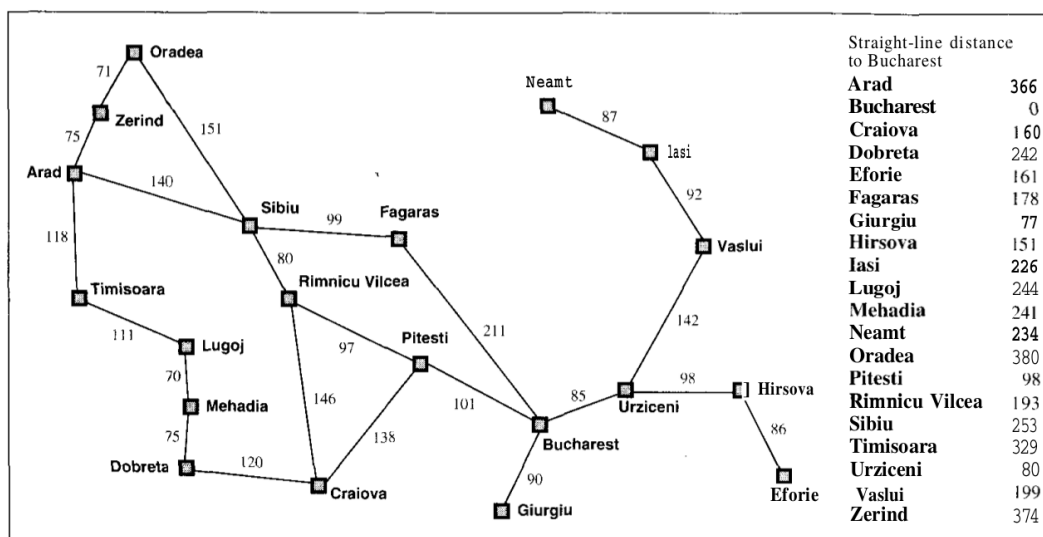 Oradea
71
Neamt
Zerind
87
75
151
Iasi
Arad
140
92
Sibiu
99
Fagaras
118
Vaslui
80
Timisoara
Rimnicu Vilcea
142
111
211
Lugoj
97
Pitesti
70
98
Hirsova
146
85
Urziceni
Mehadia
101
86
75
138
Bucharest
Dobreta
120
90
Craiova
Eforie
Giurgiu
Straight-line distance
to Bucharest
Arad 366
Bucharest 0
Craiova 160
Dobreta 242
Eforie 161
Fagaras 178
Giurgiu 77
Hirsova 151
Iasi 226
Lugoj 244
Mehadia 241
Neamt 234
Oradea 380
Pitesti 98
Rimnicu Vilcea 193
Sibiu 253
Timisoara 329
Urziceni 80
Vaslui 199
Zerind 374